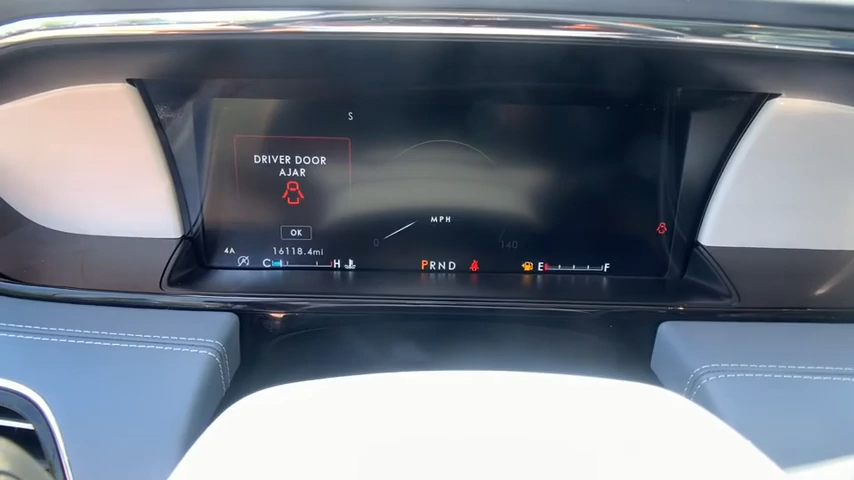 S
DRIVER DOOR
AJAR
OK
MPH
0
140
4A
16118.4mi
C H
PRND
E F